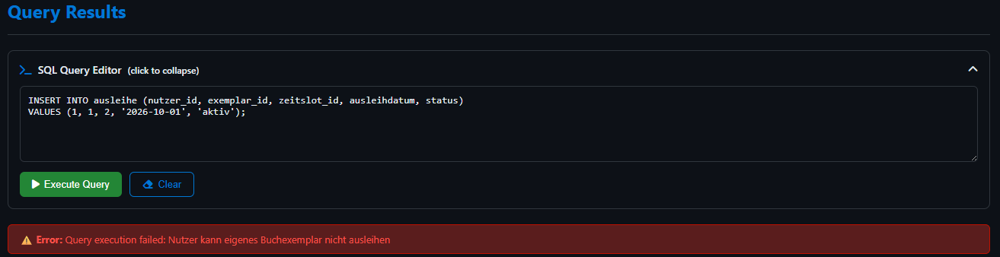 Query Results
SQL Query Editor (click to collapse)
INSERT INTO ausleihe (nutzer_id, exemplar_id, zeitslot_id, ausleihdatum, status)
VALUES (1, 1, 2, '2026-10-01', 'aktiv');
Execute Query Clear
Error: Query execution failed: Nutzer kann eigenes Buchexemplar nicht ausleihen